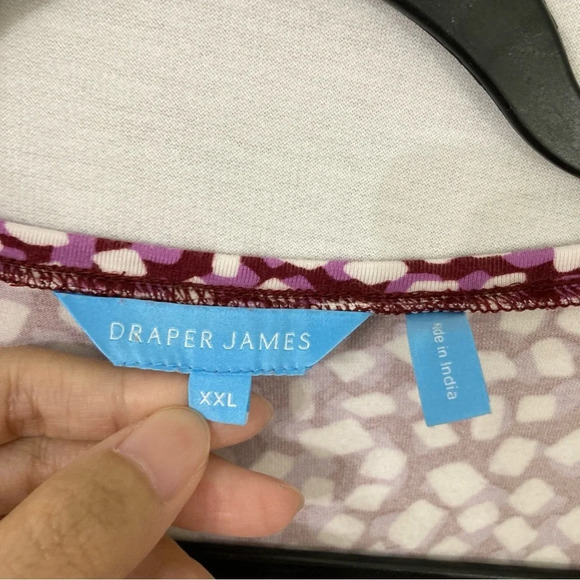 DRAPER JAMES
XXL
de in India